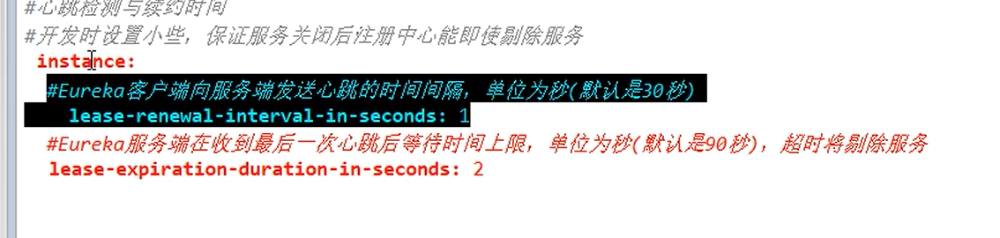 #心跳检测与续约时间
#开发时设置小些，保证服务关闭后注册中心能即使剔除服务
instance:
#Eureka客户端向服务端发送心跳的时间间隔，单位为秒(默认是30秒)
lease-renewal-interval-in-seconds: 1
#Eureka服务端在收到最后一次心跳后等待时间上限，单位为秒(默认是90秒)，超时将剔除服务
lease-expiration-duration-in-seconds: 2